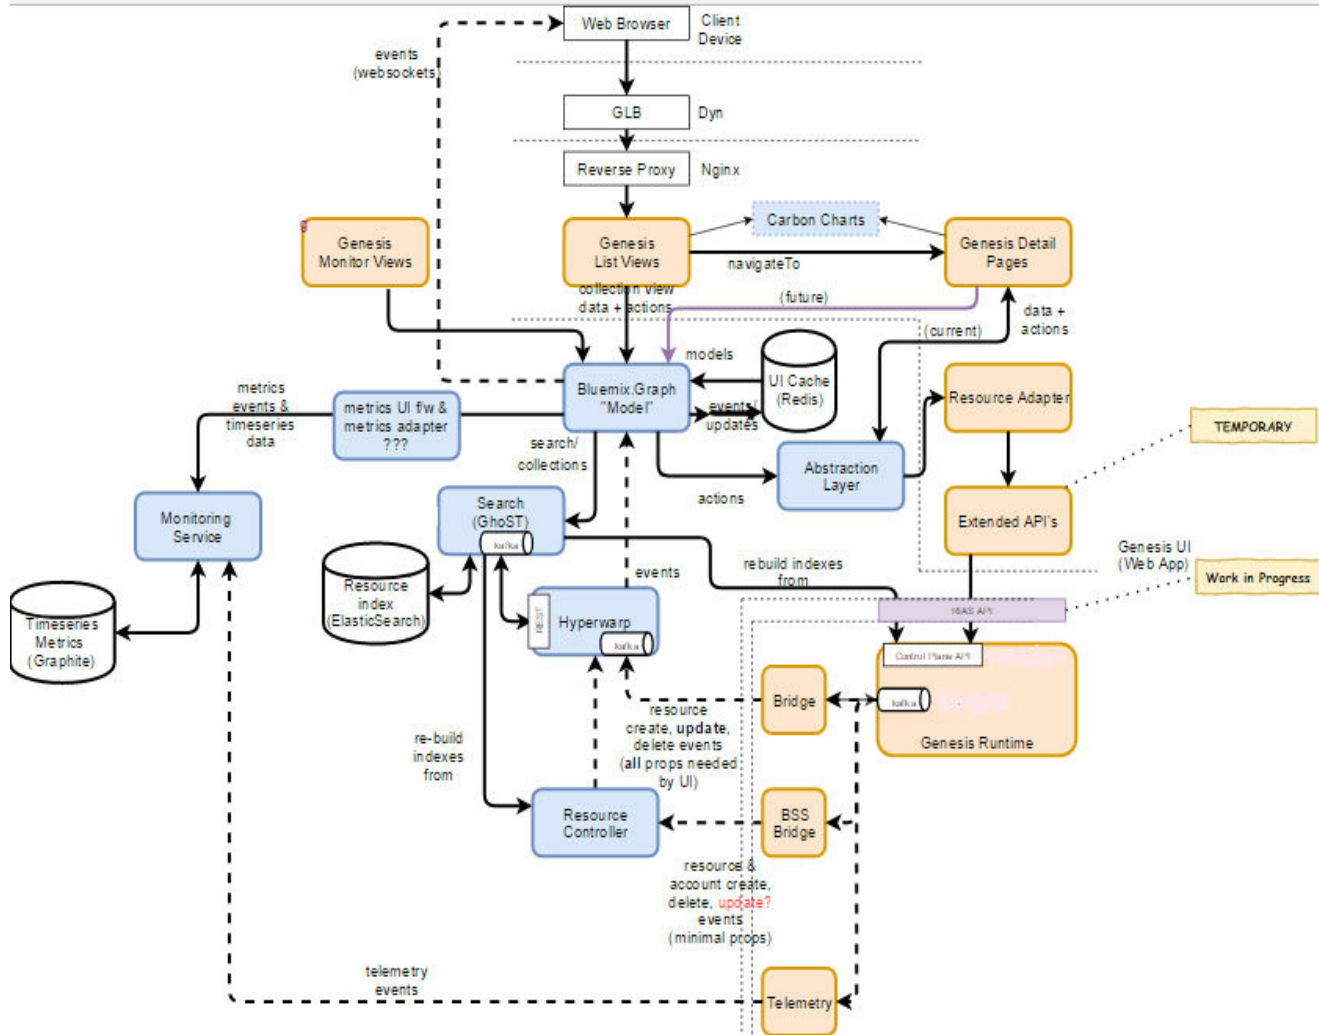 Web Browser
Client
Device
events
(websockets)
GLB
Dyn
Reverse Proxy
Nginx
Carbon Charts
Genesis
Monitor Views
Genesis
List Views
Genesis Detail
Pages
navigateTo
collection view
data + actions
(future)
data +
actions
(current)
models
UI Cache
(Redis)
Bluemix.Graph
"Model"
events/
updates
metrics
events &
timeseries
data
metrics UI f/w &
metrics adapter
???
Resource Adapter
TEMPORARY
search/
collections
actions
Abstraction
Layer
Search
(GhoST)
kafka
Monitoring
Service
Extended API's
Genesis UI
(Web App)
Work in Progress
rebuild indexes
from
events
Resource
index
(ElasticSearch)
REST
Hyperwarp
kafka
RIAS API
Timeseries
Metrics
(Graphite)
Control Plane API
Bridge
kafka
Genesis Runtime
resource
create, update,
delete events
(all props needed
by UI)
re-build
indexes
from
Resource
Controller
BSS
Bridge
resource &
account create,
delete, update?
events
(minimal props)
telemetry
events
Telemetry